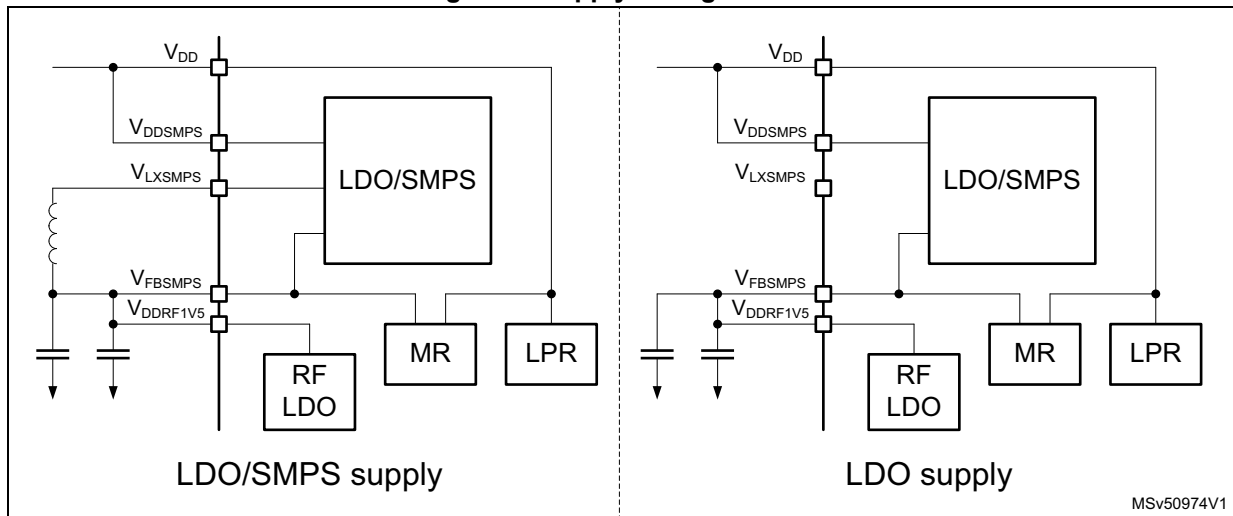 VDD
VDDSMPS
VLXSMPS
LDO/SMPS
VFBSMPS
VDDRF1V5
MR
LPR
RF
LDO
LDO/SMPS supply
VDD
VDDSMPS
VLXSMPS
LDO/SMPS
VFBSMPS
VDDRF1V5
MR
LPR
RF
LDO
LDO supply
MSv50974V1